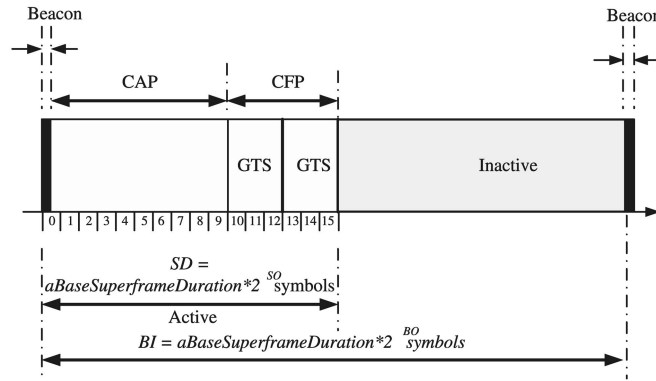 Beacon
Beacon
CAP
CFP
GTS
GTS
Inactive
0 1 2 3 4 5 6 7 8 9 10 11 12 13 14 15
SD =
aBaseSuperframeDuration*2 SO symbols
Active
BI = aBaseSuperframeDuration*2 BO symbols